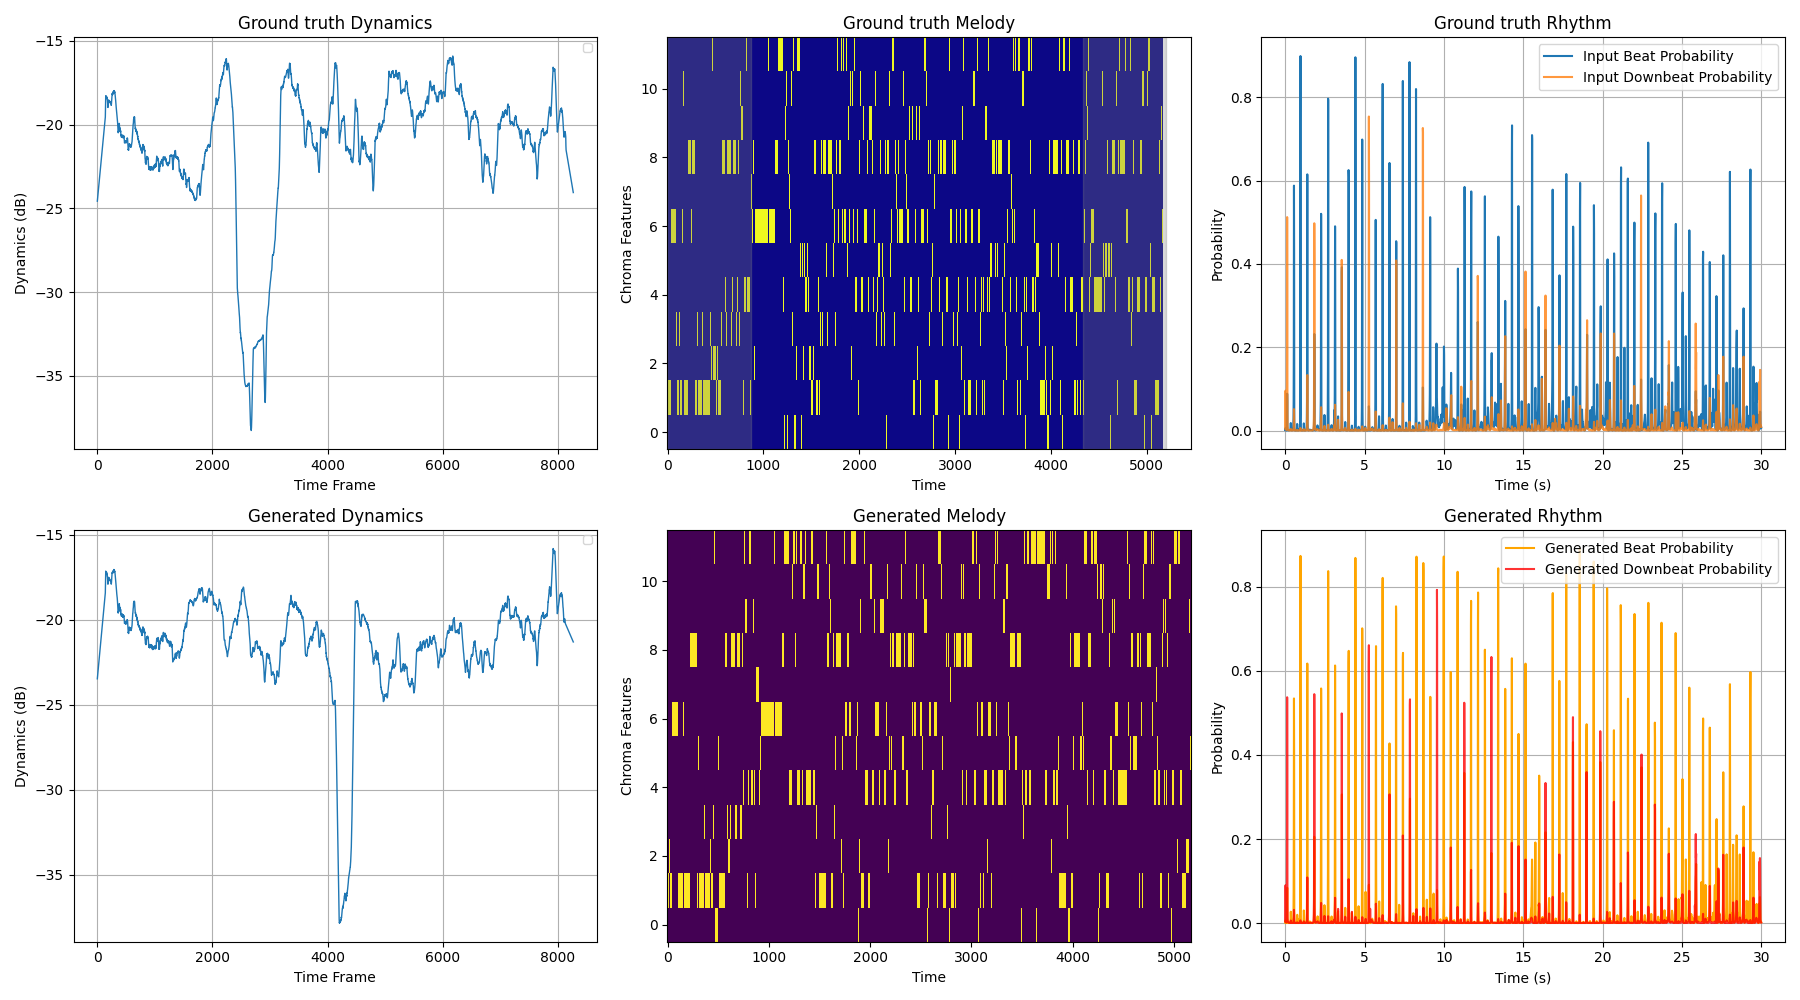 Ground truth Dynamics
Dynamics (dB)
−15
−20
−25
−30
−35
0 2000 4000 6000 8000
Time Frame
Ground truth Melody
Chroma Features
10
8
6
4
2
0
0 1000 2000 3000 4000 5000
Time
Ground truth Rhythm
Input Beat Probability
Input Downbeat Probability
Probability
0.8
0.6
0.4
0.2
0.0
0 5 10 15 20 25 30
Time (s)
Generated Dynamics
Dynamics (dB)
−15
−20
−25
−30
−35
0 2000 4000 6000 8000
Time Frame
Generated Melody
Chroma Features
10
8
6
4
2
0
0 1000 2000 3000 4000 5000
Time
Generated Rhythm
Generated Beat Probability
Generated Downbeat Probability
Probability
0.8
0.6
0.4
0.2
0.0
0 5 10 15 20 25 30
Time (s)